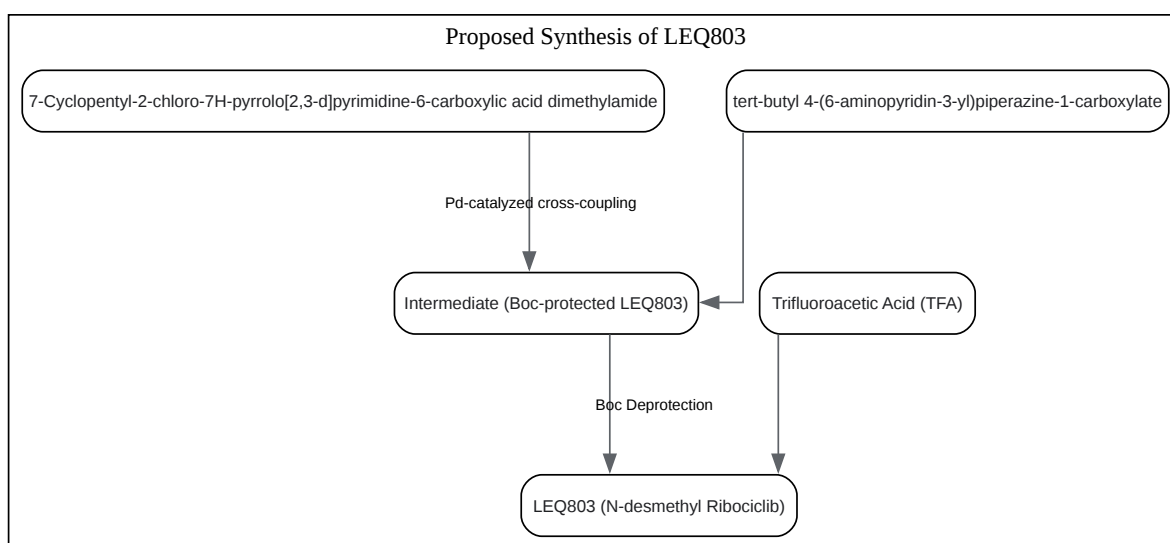 Proposed Synthesis of LEQ803
7-Cyclopentyl-2-chloro-7H-pyrrolo[2,3-d]pyrimidine-6-carboxylic acid dimethylamide
tert-butyl 4-(6-aminopyridin-3-yl)piperazine-1-carboxylate
Pd-catalyzed cross-coupling
Intermediate (Boc-protected LEQ803)
Trifluoroacetic Acid (TFA)
Boc Deprotection
LEQ803 (N-desmethyl Ribociclib)